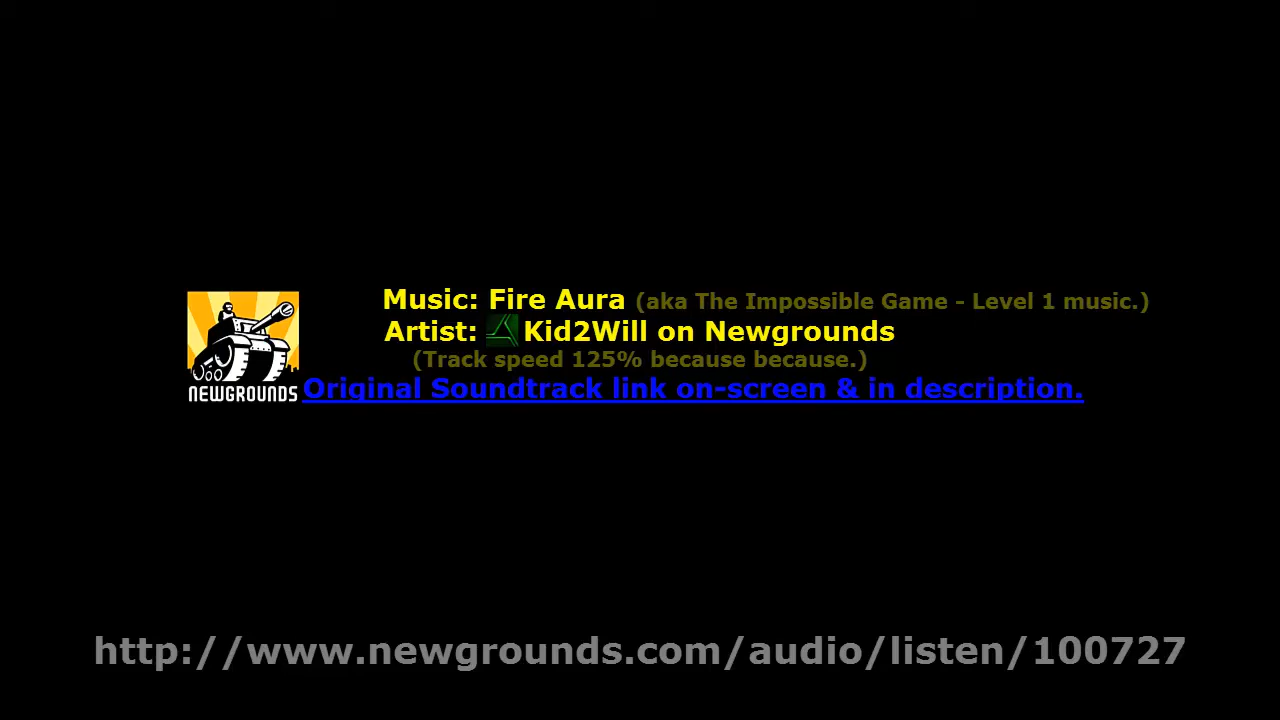 Music: Fire Aura (aka The Impossible Game - Level 1 music.)
Artist: Kid2Will on Newgrounds
(Track speed 125% because because.)
NEWGROUNDS Original Soundtrack link on-screen & in description.
http://www.newgrounds.com/audio/listen/100727